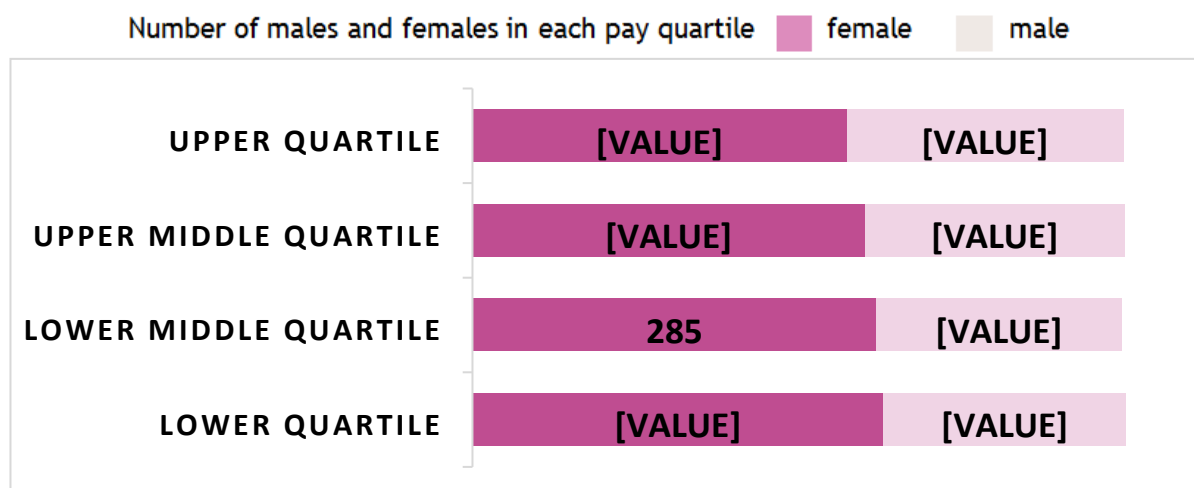 Number of males and females in each pay quartile female male
UPPER QUARTILE [VALUE] [VALUE]
UPPER MIDDLE QUARTILE [VALUE] [VALUE]
LOWER MIDDLE QUARTILE 285 [VALUE]
LOWER QUARTILE [VALUE] [VALUE]